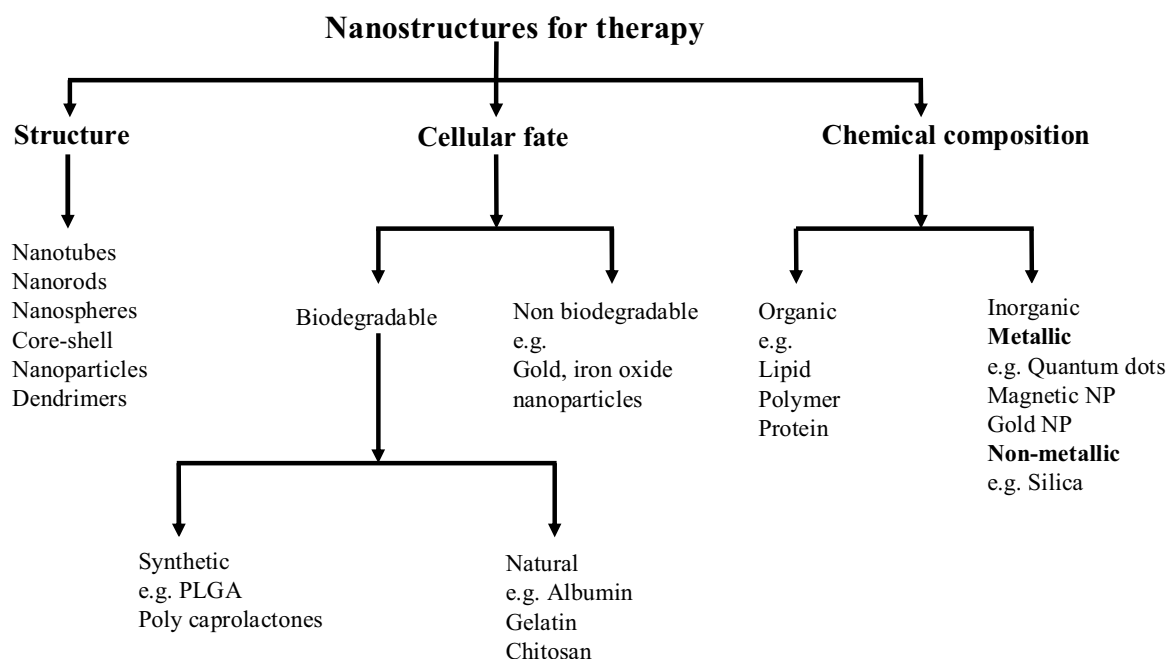 Nanostructures for therapy
Structure
Cellular fate
Chemical composition
Nanotubes
Nanorods
Nanospheres
Core-shell
Nanoparticles
Dendrimers
Biodegradable
Non biodegradable
e.g.
Gold, iron oxide
nanoparticles
Organic
e.g.
Lipid
Polymer
Protein
Inorganic
Metallic
e.g. Quantum dots
Magnetic NP
Gold NP
Non-metallic
e.g. Silica
Synthetic
e.g. PLGA
Poly caprolactones
Natural
e.g. Albumin
Gelatin
Chitosan